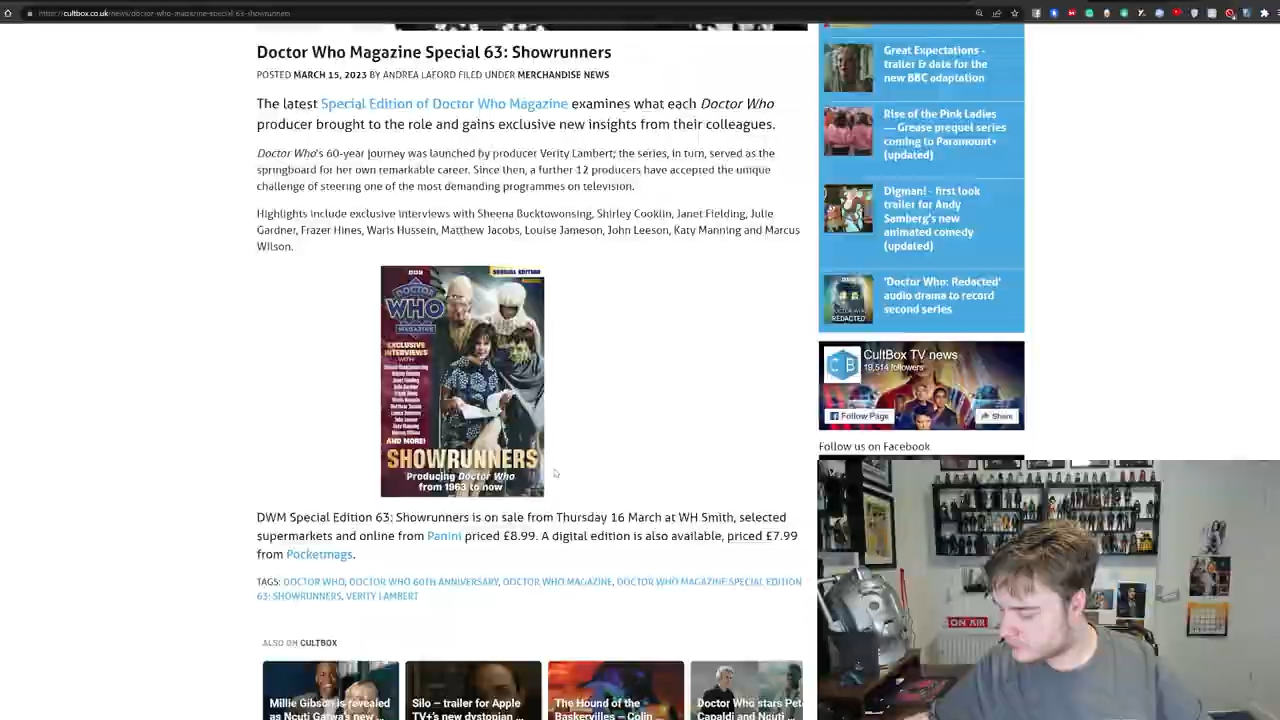 https://cultbox.co.uk/news/doctor-who-magazine-special-63-showrunners
Doctor Who Magazine Special 63: Showrunners
POSTED MARCH 15, 2023 BY ANDREA LAFORD FILED UNDER MERCHANDISE NEWS
The latest Special Edition of Doctor Who Magazine examines what each Doctor Who
producer brought to the role and gains exclusive new insights from their colleagues.
Doctor Who's 60-year journey was launched by producer Verity Lambert; the series, in turn, served as the
springboard for her own remarkable career. Since then, a further 12 producers have accepted the unique
challenge of steering one of the most demanding programmes on television.
Highlights include exclusive interviews with Sheena Bucktowonsing, Shirley Cooklin, Janet Fielding, Julie
Gardner, Frazer Hines, Waris Hussein, Matthew Jacobs, Louise Jameson, John Leeson, Katy Manning and Marcus
Wilson.
SPECIAL EDITION
DOCTOR
WHO
MAGAZINE
EXCLUSIVE
INTERVIEWS
WITH
AND MORE!
SHOWRUNNERS
Producing Doctor Who
from 1963 to now
DWM Special Edition 63: Showrunners is on sale from Thursday 16 March at WH Smith, selected
supermarkets and online from Panini priced £8.99. A digital edition is also available, priced £7.99
from Pocketmags.
TAGS: DOCTOR WHO, DOCTOR WHO 60TH ANNIVERSARY, DOCTOR WHO MAGAZINE, DOCTOR WHO MAGAZINE SPECIAL EDITION
63: SHOWRUNNERS, VERITY LAMBERT
ALSO ON CULTBOX
Millie Gibson is revealed
as Ncuti Gatwa's new ...
Silo – trailer for Apple
TV+'s new dystopian ...
The Hound of the
Baskervilles – Colin ...
Doctor Who stars Pet
Capaldi and Ncuti ...
Great Expectations -
trailer & date for the
new BBC adaptation
Rise of the Pink Ladies
— Grease prequel series
coming to Paramount+
(updated)
Digman! - first look
trailer for Andy
Samberg's new
animated comedy
(updated)
'Doctor Who: Redacted'
audio drama to record
second series
REDACTED
CB
CultBox TV news
19,514 followers
Follow Page
Share
Follow us on Facebook
ON AIR